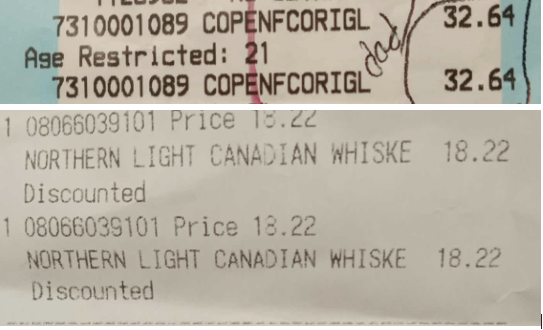 7310001089 COPENFCORIGL 32.64
Age Restricted: 21
dad
7310001089 COPENFCORIGL 32.64
1 08066039101 Price 18.22
NORTHERN LIGHT CANADIAN WHISKE 18.22
Discounted
1 08066039101 Price 18.22
NORTHERN LIGHT CANADIAN WHISKE 18.22
Discounted